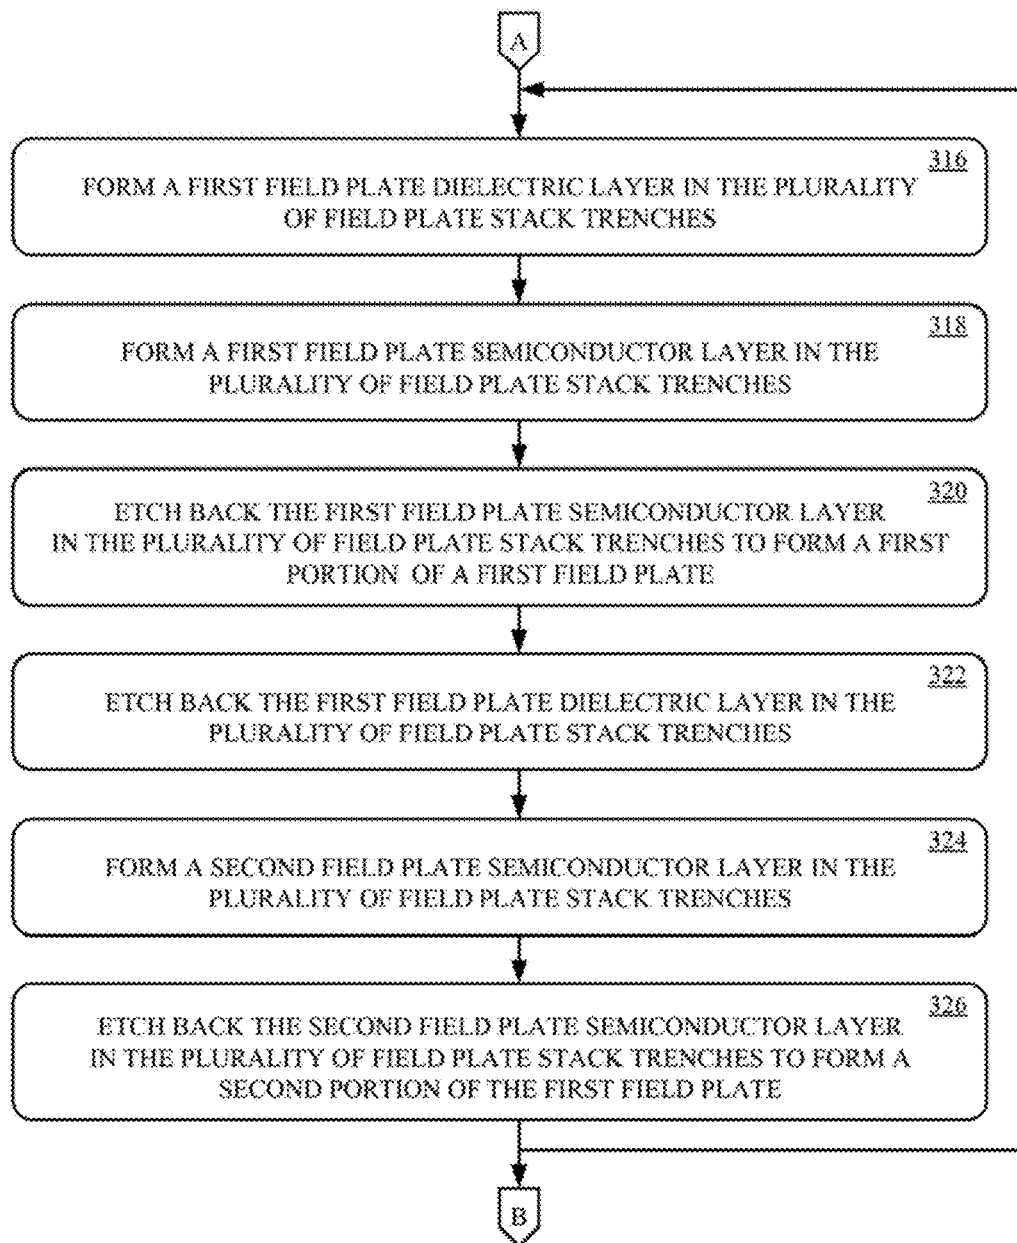 A
316
FORM A FIRST FIELD PLATE DIELECTRIC LAYER IN THE PLURALITY
OF FIELD PLATE STACK TRENCHES
318
FORM A FIRST FIELD PLATE SEMICONDUCTOR LAYER IN THE
PLURALITY OF FIELD PLATE STACK TRENCHES
320
ETCH BACK THE FIRST FIELD PLATE SEMICONDUCTOR LAYER
IN THE PLURALITY OF FIELD PLATE STACK TRENCHES TO FORM A FIRST
PORTION OF A FIRST FIELD PLATE
322
ETCH BACK THE FIRST FIELD PLATE DIELECTRIC LAYER IN THE
PLURALITY OF FIELD PLATE STACK TRENCHES
324
FORM A SECOND FIELD PLATE SEMICONDUCTOR LAYER IN THE
PLURALITY OF FIELD PLATE STACK TRENCHES
326
ETCH BACK THE SECOND FIELD PLATE SEMICONDUCTOR LAYER
IN THE PLURALITY OF FIELD PLATE STACK TRENCHES TO FORM A
SECOND PORTION OF THE FIRST FIELD PLATE
B